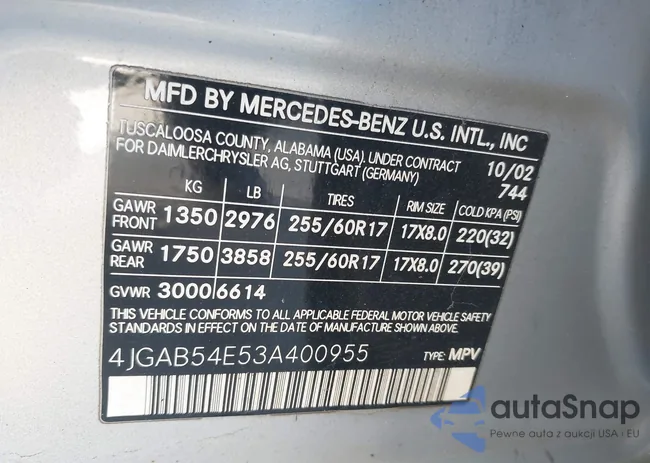 MFD BY MERCEDES-BENZ U.S. INTL., INC
TUSCALOOSA COUNTY, ALABAMA (USA). UNDER CONTRACT 10/02
FOR DAIMLERCHRYSLER AG, STUTTGART (GERMANY) 744
KG LB TIRES RIM SIZE COLD KPA (PSI)
GAWR FRONT 1350 2976 255/60R17 17X8.0 220(32)
GAWR REAR 1750 3858 255/60R17 17X8.0 270(39)
GVWR 3000 6614
THIS VEHICLE CONFORMS TO ALL APPLICABLE FEDERAL MOTOR VEHICLE SAFETY
STANDARDS IN EFFECT ON THE DATE OF MANUFACTURE SHOWN ABOVE.
4JGAB54E53A400955 TYPE: MPV
autaSnap
Pewne auta z aukcji USA i EU